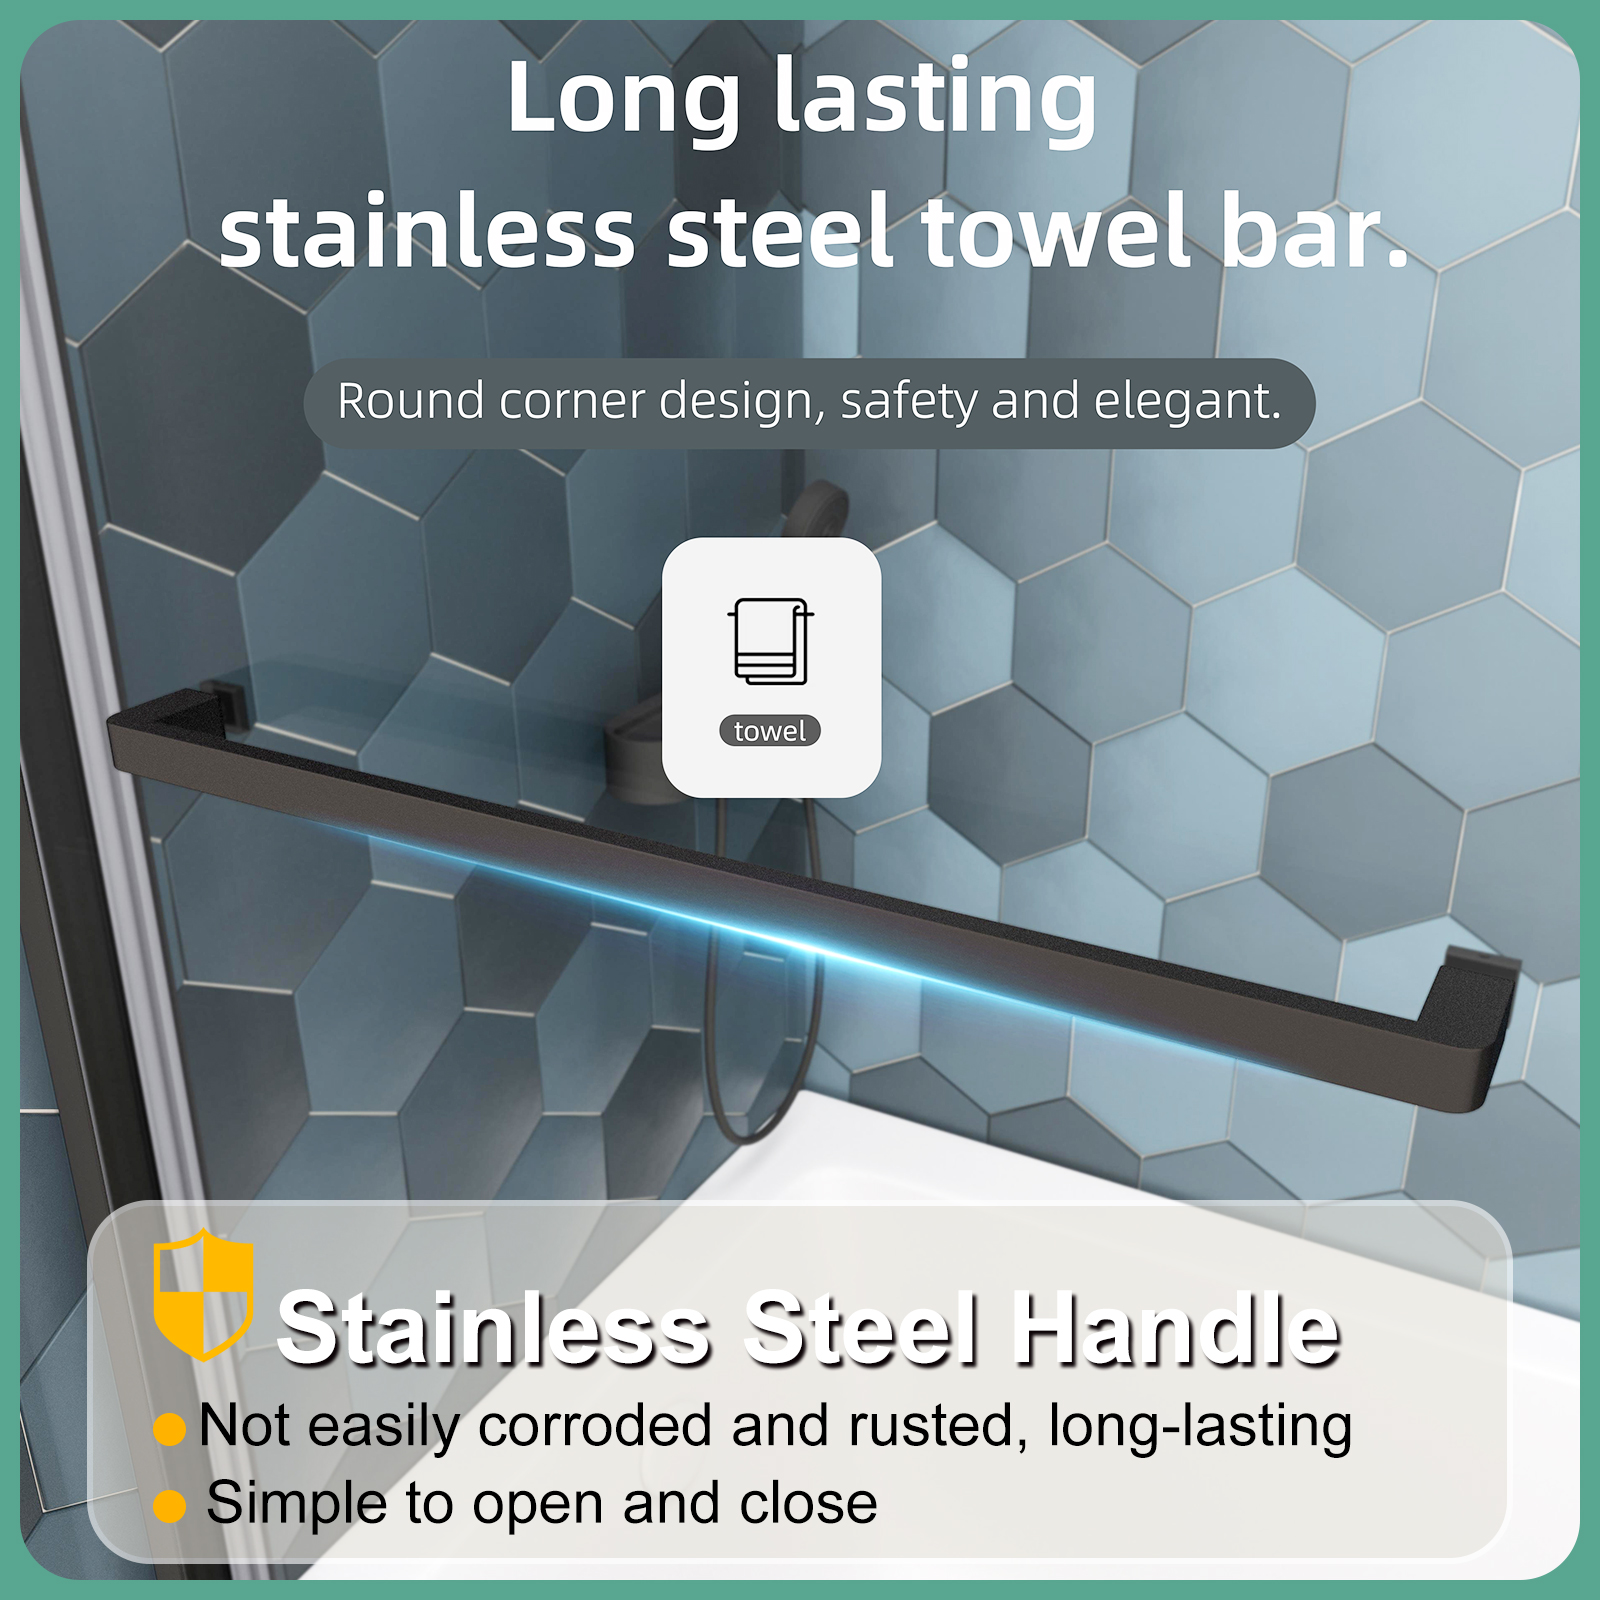 Long lasting
stainless steel towel bar.
Round corner design, safety and elegant.
towel
Stainless Steel Handle
Not easily corroded and rusted, long-lasting
Simple to open and close